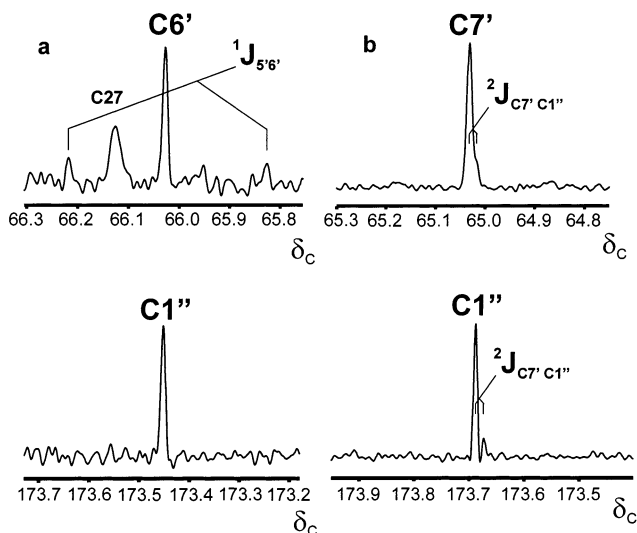 a
C6’
¹J5’6’
C27
66.3 66.2 66.1 66.0 65.9 65.8
δC
b
C7’
²JC7’ C1’’
65.3 65.2 65.1 65.0 64.9 64.8
δC
C1’’
173.7 173.6 173.5 173.4 173.3 173.2
δC
C1’’
²JC7’ C1’’
173.9 173.8 173.7 173.6 173.5
δC